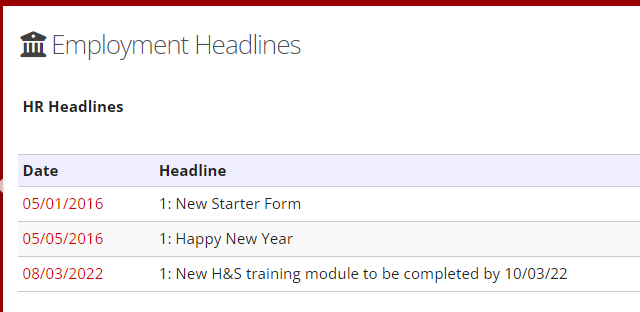 Employment Headlines
HR Headlines
Date Headline
05/01/2016 1: New Starter Form
05/05/2016 1: Happy New Year
08/03/2022 1: New H&S training module to be completed by 10/03/22